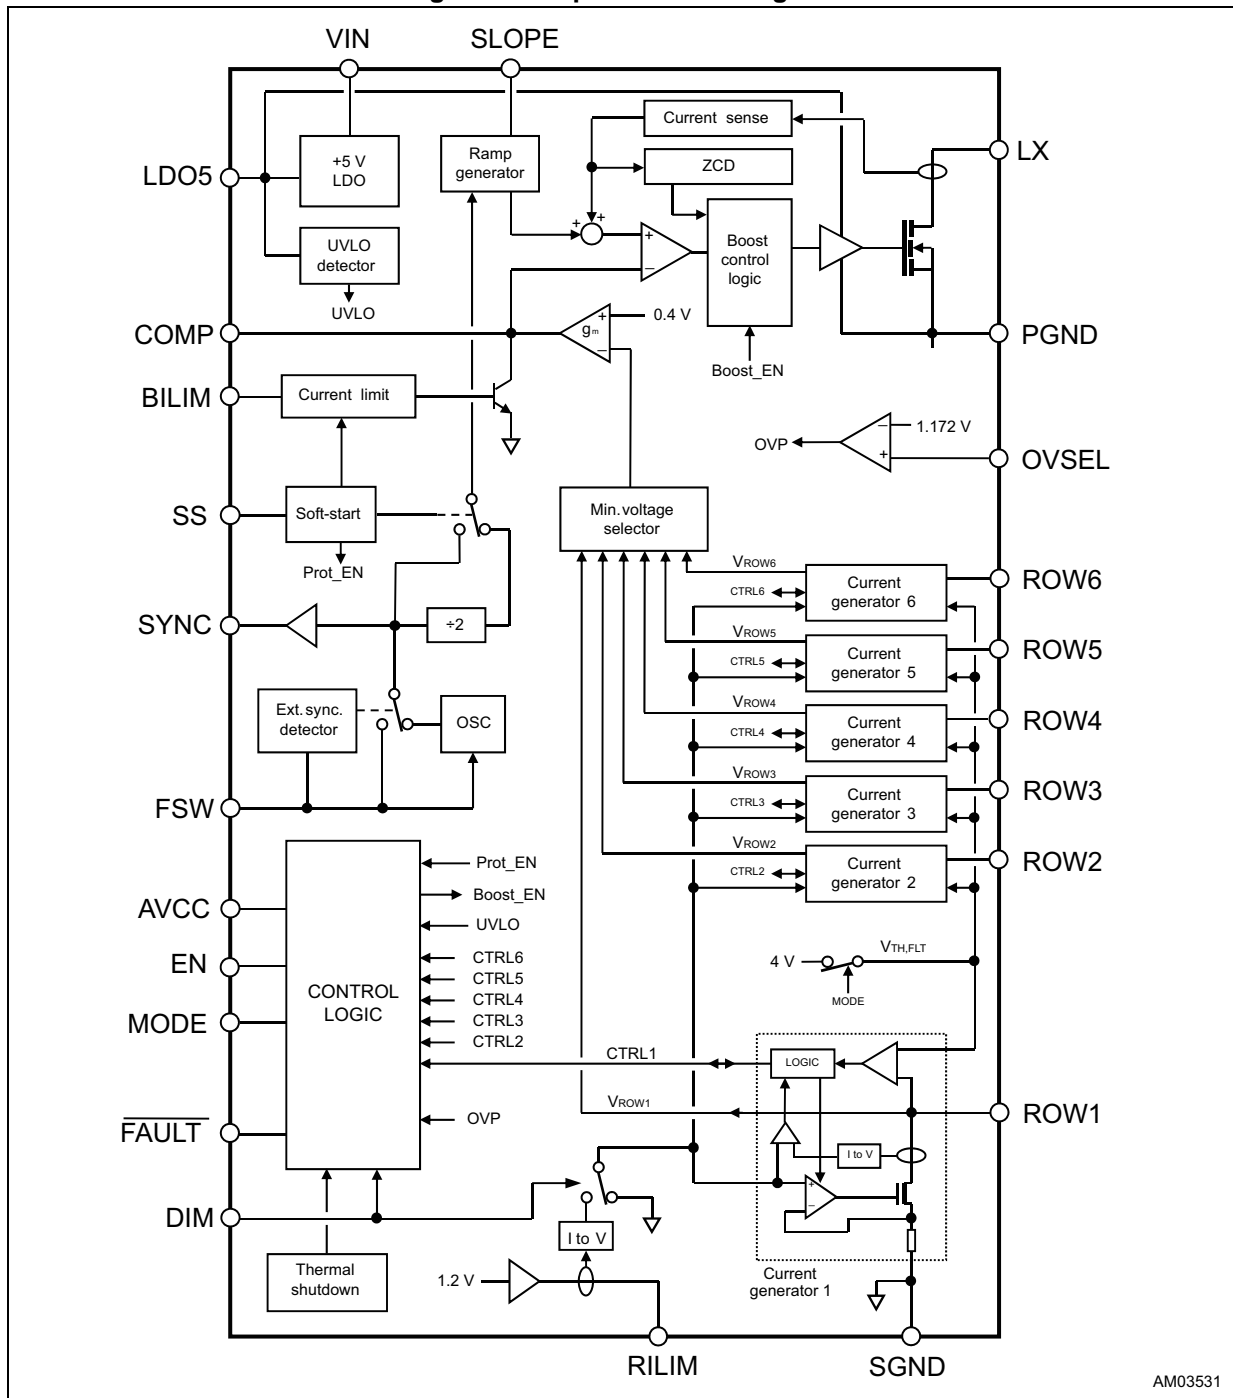 VIN
SLOPE
Current sense
+5 V
LDO
Ramp
generator
LX
LDO5
ZCD
+
+
UVLO
detector
+
–
Boost
control
logic
UVLO
COMP
gm
+
–
0.4 V
PGND
Boost_EN
BILIM
Current limit
1.172 V
–
+
OVP
OVSEL
SS
Soft-start
Min. voltage
selector
Prot_EN
VROW6
CTRL6
Current
generator 6
ROW6
SYNC
÷2
VROW5
CTRL5
Current
generator 5
ROW5
Ext. sync.
detector
OSC
VROW4
CTRL4
Current
generator 4
ROW4
FSW
VROW3
CTRL3
Current
generator 3
ROW3
VROW2
CTRL2
Current
generator 2
ROW2
Prot_EN
Boost_EN
AVCC
UVLO
4 V
VTH,FLT
MODE
EN
CTRL6
CTRL5
CTRL4
CTRL3
CTRL2
CONTROL
LOGIC
MODE
CTRL1
LOGIC
VROW1
ROW1
FAULT
OVP
I to V
+
–
DIM
I to V
Thermal
shutdown
1.2 V
Current
generator 1
RILIM
SGND
AM03531